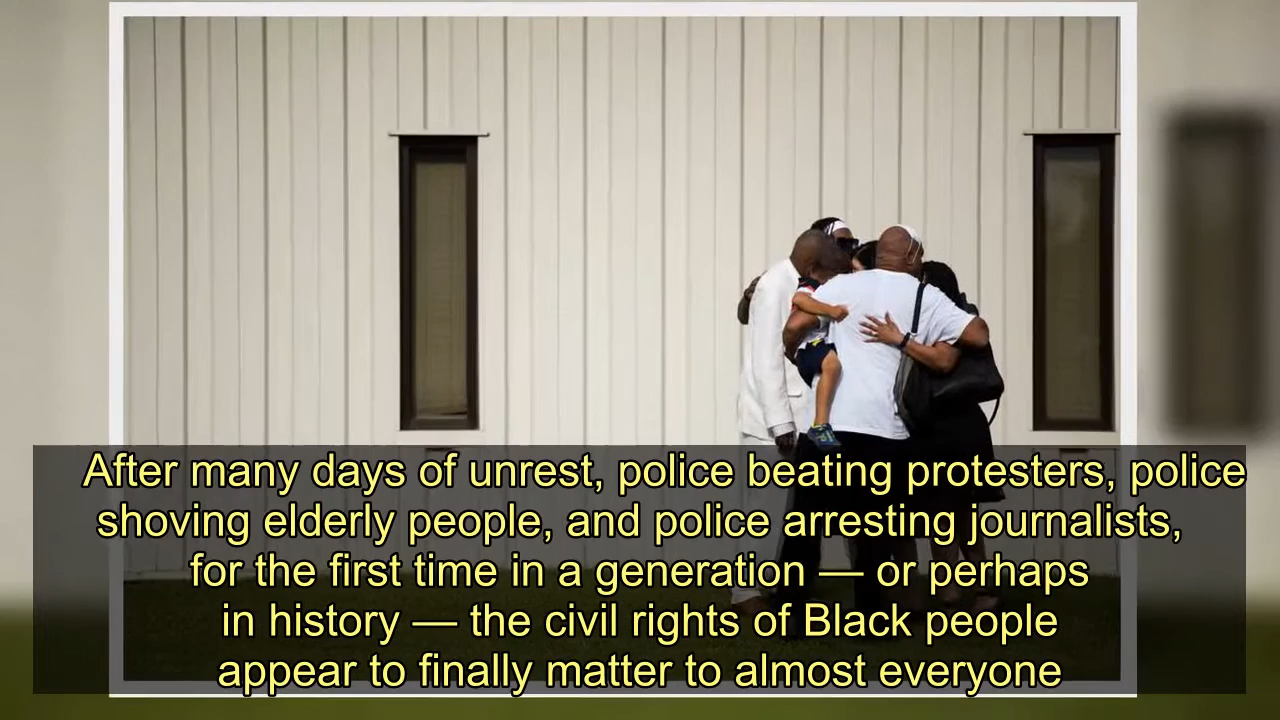 After many days of unrest, police beating protesters, police
shoving elderly people, and police arresting journalists,
for the first time in a generation — or perhaps
in history — the civil rights of Black people
appear to finally matter to almost everyone